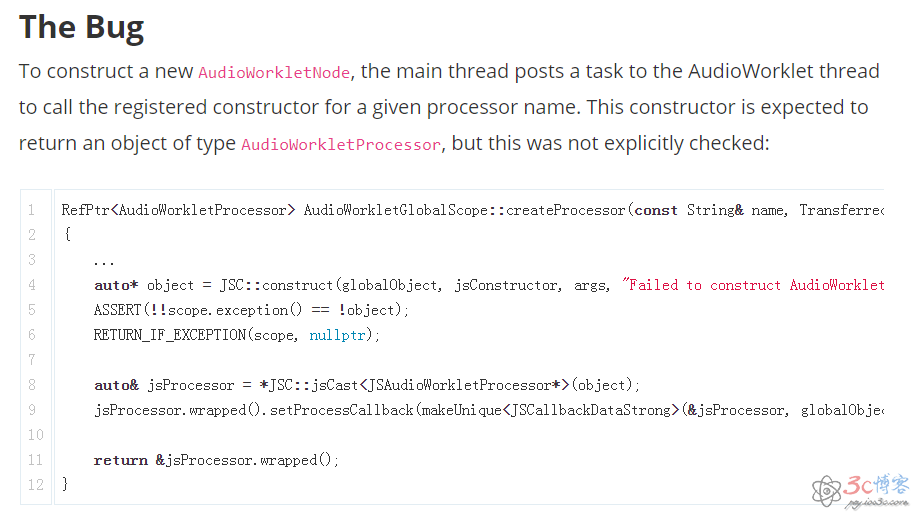 The Bug
To construct a new AudioWorkletNode, the main thread posts a task to the AudioWorklet thread
to call the registered constructor for a given processor name. This constructor is expected to
return an object of type AudioWorkletProcessor, but this was not explicitly checked:
1 RefPtr<AudioWorkletProcessor> AudioWorkletGlobalScope::createProcessor(const String& name, Transferred
2 {
3 ...
4 auto* object = JSC::construct(globalObject, jsConstructor, args, "Failed to construct AudioWorklet
5 ASSERT(!!scope.exception() == !object);
6 RETURN_IF_EXCEPTION(scope, nullptr);
7
8 auto& jsProcessor = *JSC::jsCast<JSAudioWorkletProcessor*>(object);
9 jsProcessor.wrapped().setProcessCallback(makeUnique<JSCallbackDataStrong>(&jsProcessor, globalObjec
10
11 return &jsProcessor.wrapped();
12 }
3c博客